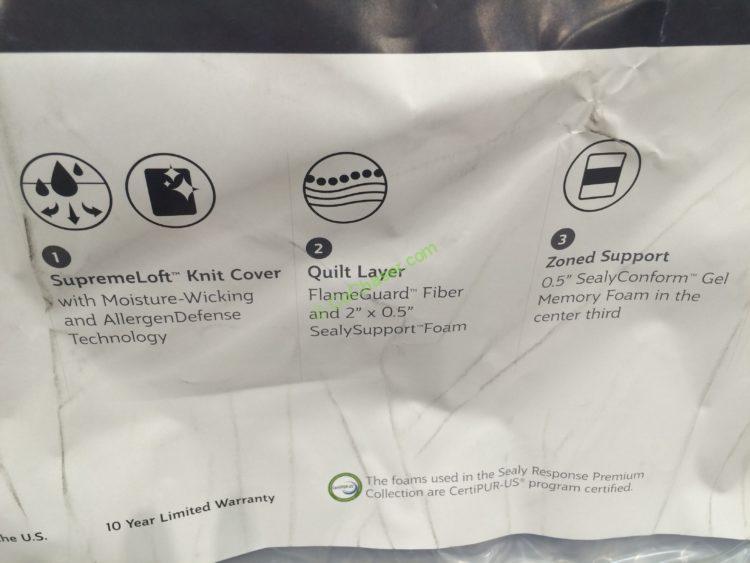 1
SupremeLoft™ Knit Cover
with Moisture-Wicking
and AllergenDefense
Technology
2
Quilt Layer
FlameGuard™ Fiber
and 2" x 0.5"
SealySupport™Foam
3
Zoned Support
0.5" SealyConform™ Gel
Memory Foam in the
center third
CERTIPUR-US
The foams used in the Sealy Response Premium
Collection are CertiPUR-US® program certified.
10 Year Limited Warranty
he U.S.